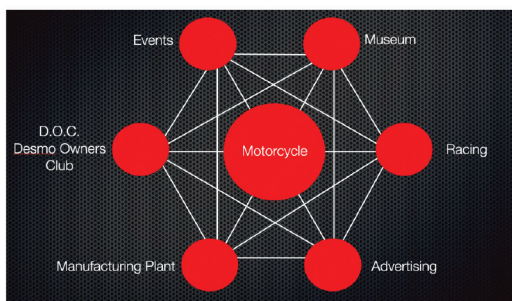 Events
Museum
D.O.C.
Desmo Owners
Club
Motorcycle
Racing
Manufacturing Plant
Advertising